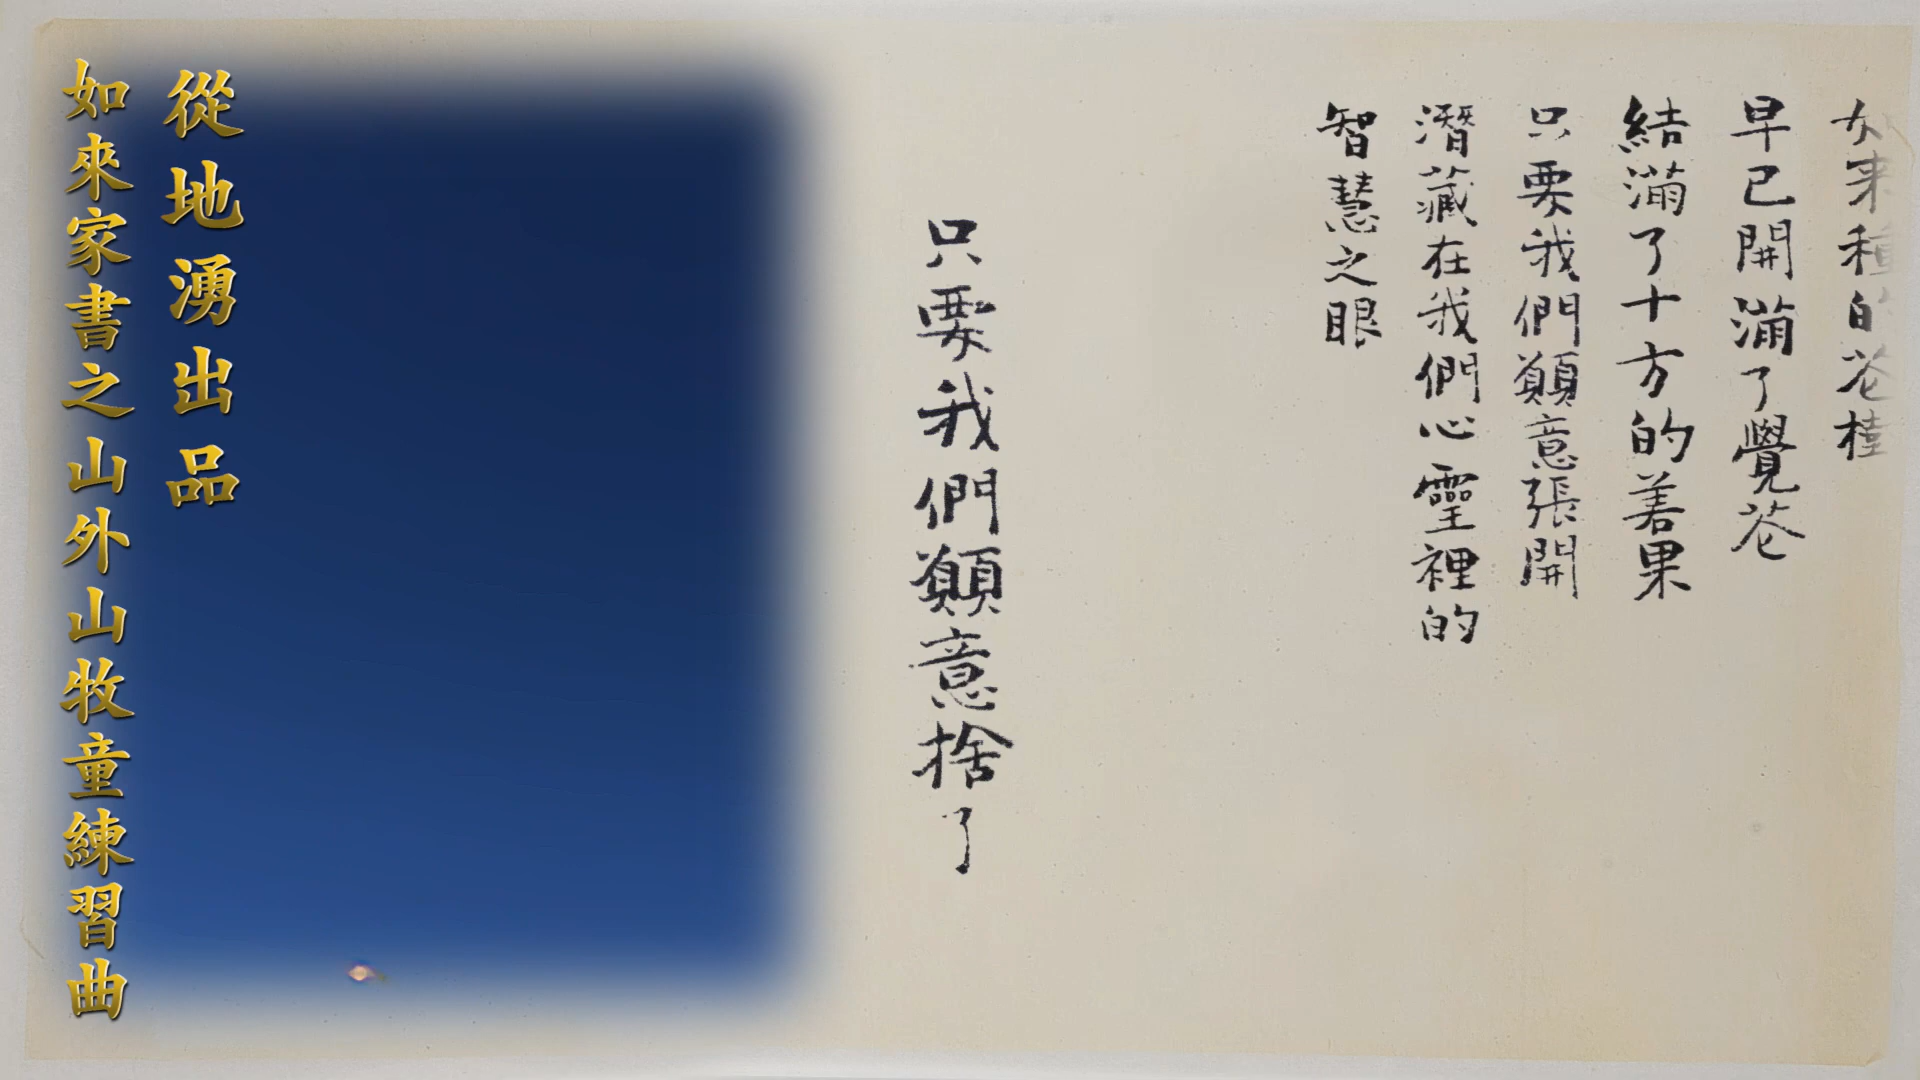 如来種的花樹
早已開滿了覺花
結滿了十方的善果
只要我們願意張開
潛藏在我們心靈裡的
智慧之眼
只要我們願意捨了
從地湧出品
如來家書之山外山牧童練習曲